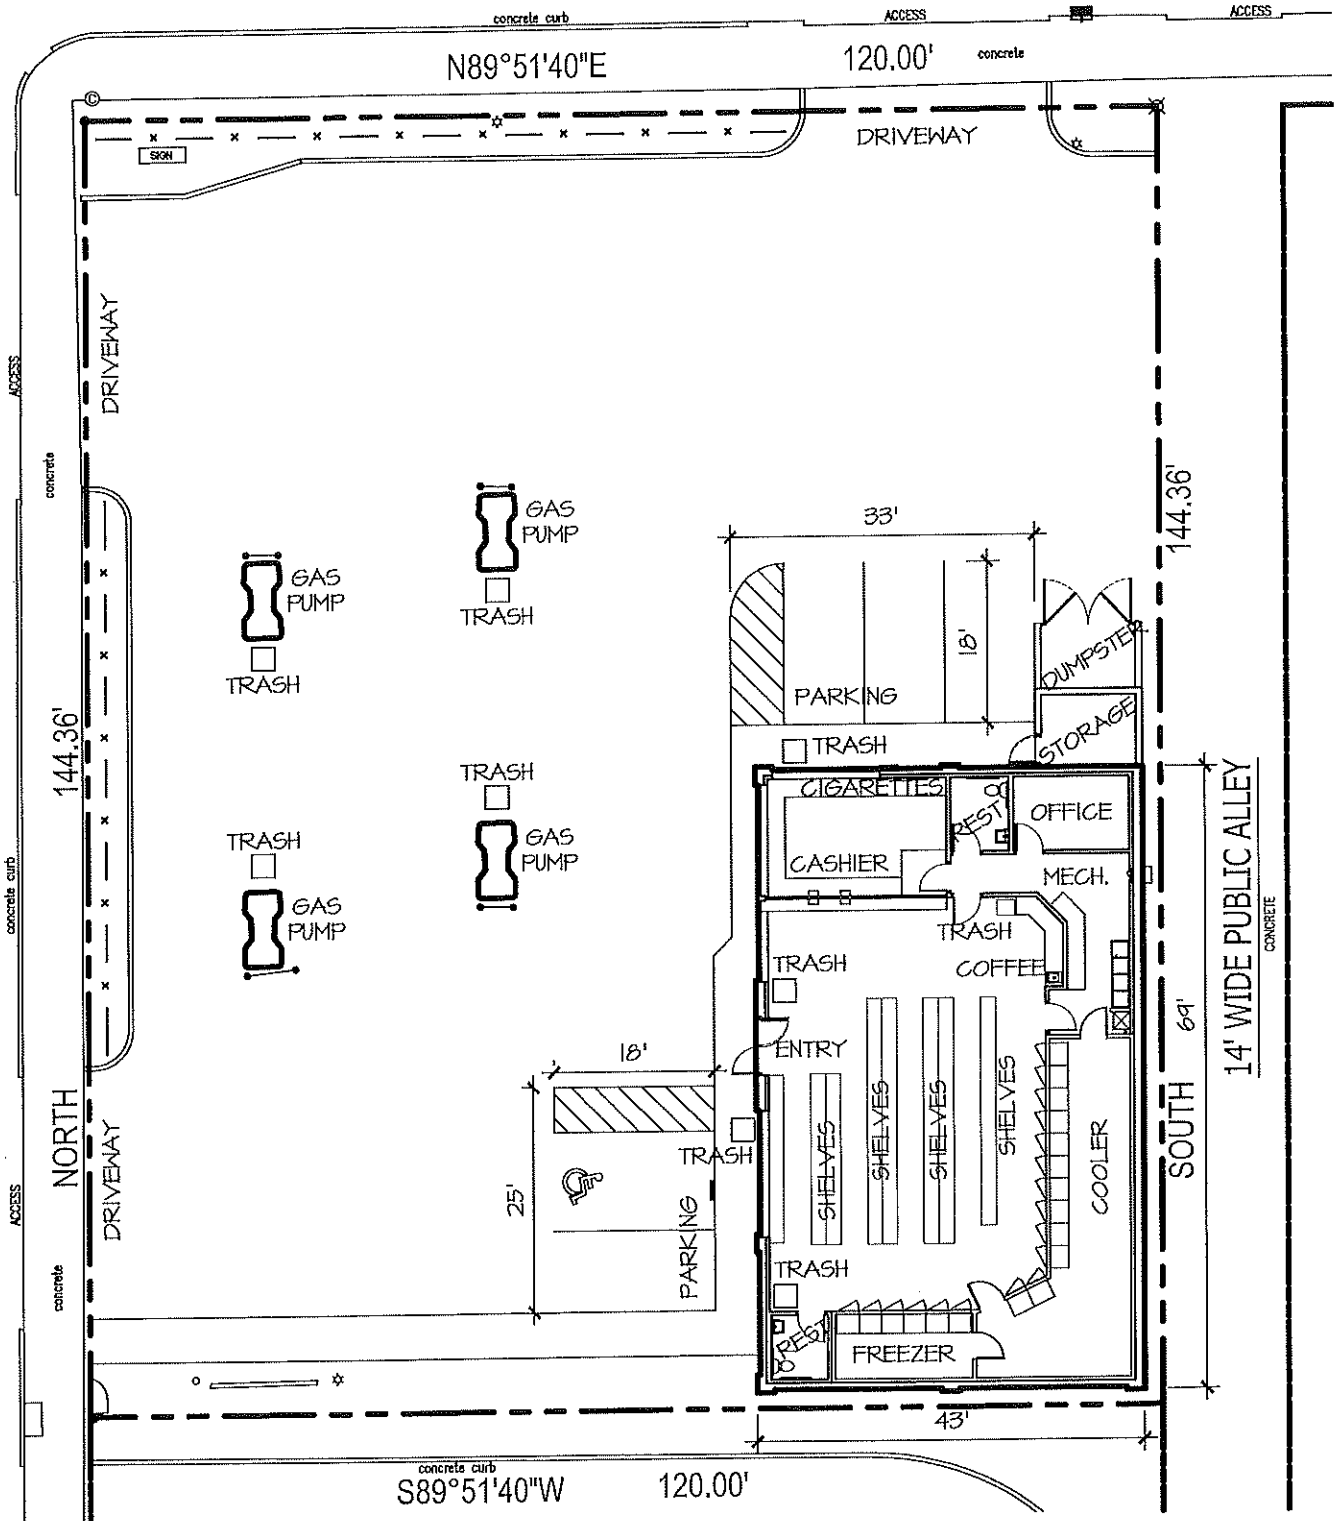 concrete curb
ACCESS
ACCESS
N89°51'40"E
120.00'
concrete
DRIVEWAY
SIGN
©
DRIVEWAY
ACCESS
concrete
144.36'
GAS
PUMP
TRASH
GAS
PUMP
TRASH
33'
18'
PARKING
DUMPSTER
STORAGE
TRASH
144.36'
TRASH
GAS
PUMP
TRASH
GAS
PUMP
CIGARETTES
CASHIER
REST
OFFICE
MECH.
TRASH
COFFEE
TRASH
ENTRY
14' WIDE PUBLIC ALLEY
CONCRETE
69'
concrete curb
18'
25'
TRASH
PARKING
SHELVES
SHELVES
SHELVES
SHELVES
COOLER
SOUTH
NORTH
DRIVEWAY
ACCESS
concrete
TRASH
REST
FREEZER
43'
concrete curb
S89°51'40"W
120.00'